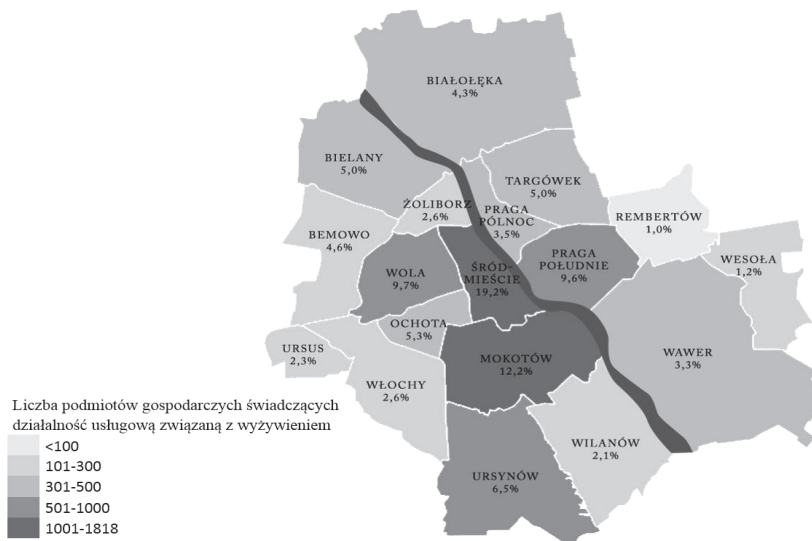 BIAŁOŁĘKA
4,3%
BIELANY
5,0%
TARGÓWEK
5,0%
ŻOLIBORZ
2,6%
PRAGA
PÓŁNOC
3,5%
REMBERTÓW
1,0%
BEMOWO
4,6%
WESOŁA
1,2%
WOLA
9,7%
ŚRÓD-
MIEŚCIE
19,2%
PRAGA
POŁUDNIE
9,6%
OCHOTA
5,3%
URSUS
2,3%
MOKOTÓW
12,2%
WAWER
3,3%
WŁOCHY
2,6%
WILANÓW
2,1%
URSYNÓW
6,5%
Liczba podmiotów gospodarczych świadczących
działalność usługową związaną z wyżywieniem
<100
101-300
301-500
501-1000
1001-1818